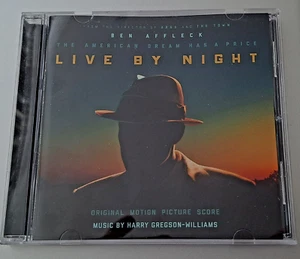 FROM THE DIRECTOR OF ARGO AND THE TOWN
BEN AFFLECK
THE AMERICAN DREAM HAS A PRICE
LIVE BY NIGHT
ORIGINAL MOTION PICTURE SCORE
MUSIC BY HARRY GREGSON-WILLIAMS